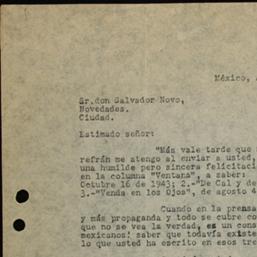 México,
Sr.don Salvador Novo,
Novedades.
Ciudad.
Estimado señor:
"Más vale tarde que
refrán me atengo al enviar a usted,
una humilde pero sincera felicitac
en la columna "Ventana", a saber:
Octubre 16 de 1943; 2.-"De Cal y de
3.-"Venda en los Ojos", de agosto 4
Cuando en la prensa
y más propaganda y todo se cubre co
que no se vea la verdad, es un cons
mexicanos! saber que todavía existe
lo que usted ha escrito en esos tre